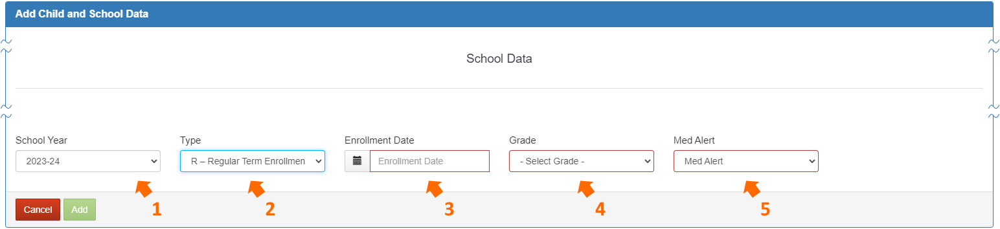 Add Child and School Data
School Data
School Year Type Enrollment Date Grade Med Alert
2023-24 R – Regular Term Enrollmen Enrollment Date - Select Grade - Med Alert
1 2 3 4 5
Cancel Add